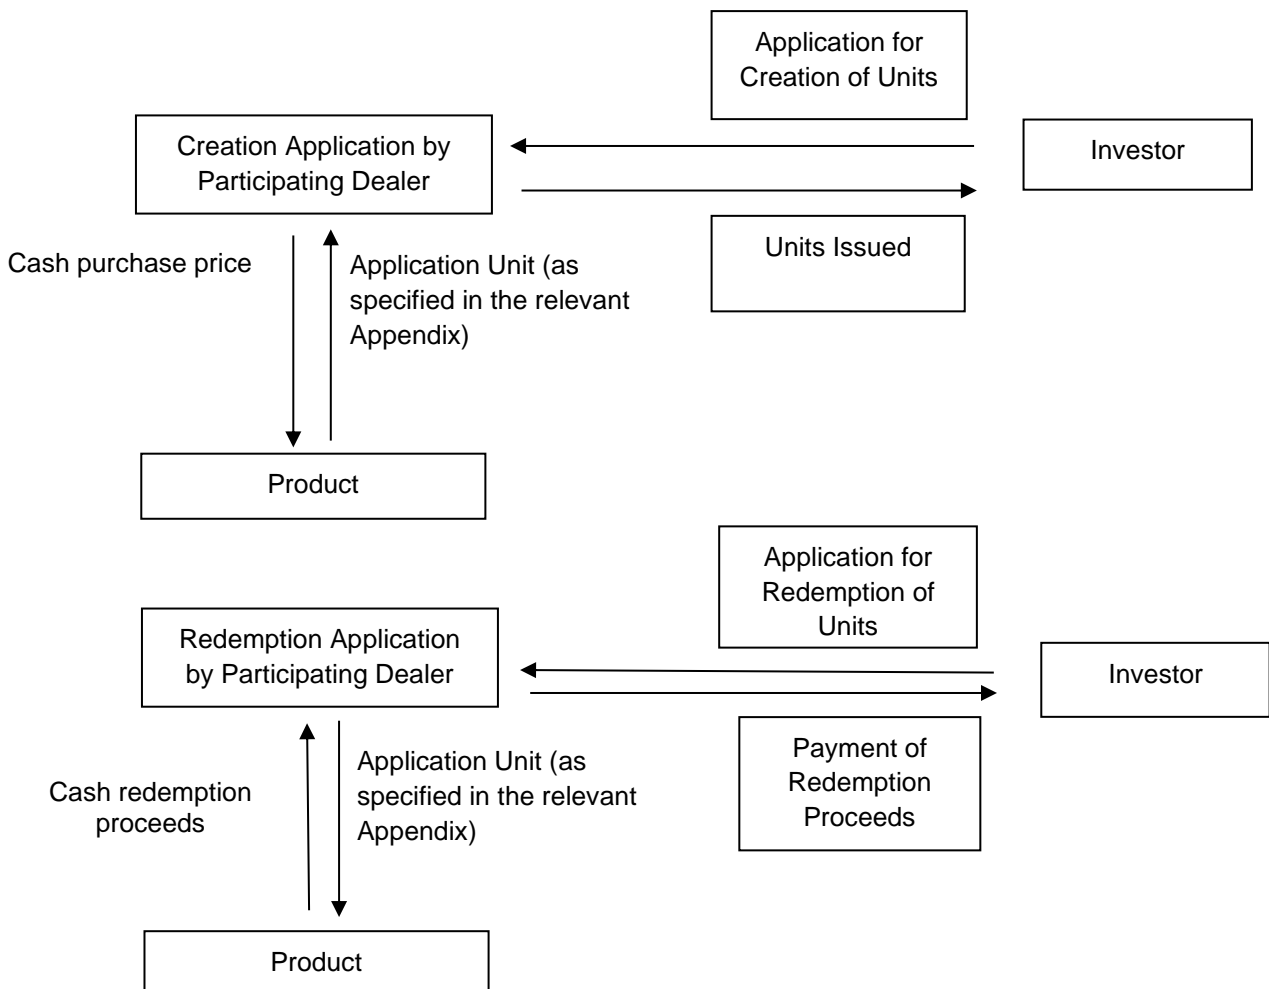 Application for
Creation of Units
Creation Application by
Participating Dealer
Investor
Units Issued
Cash purchase price
Application Unit (as
specified in the relevant
Appendix)
Product
Application for
Redemption of
Units
Redemption Application
by Participating Dealer
Investor
Payment of
Redemption
Proceeds
Cash redemption
proceeds
Application Unit (as
specified in the relevant
Appendix)
Product